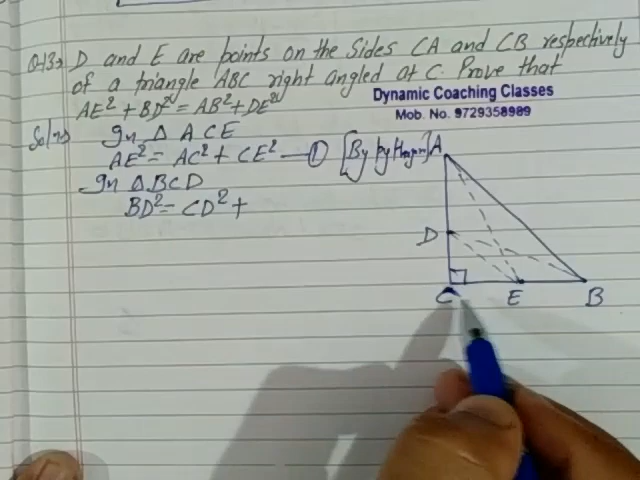 Q.13⇒ D and E are points on the Sides CA and CB respectively
of a triangle ABC right angled at C. Prove that
AE² + BD² = AB² + DE²
Dynamic Coaching Classes
Mob. No. 9729358989
Sol⇒ In Δ ACE
AE² = AC² + CE² — ① [By
In Δ BCD
BD² = CD² +
A
D
C E B